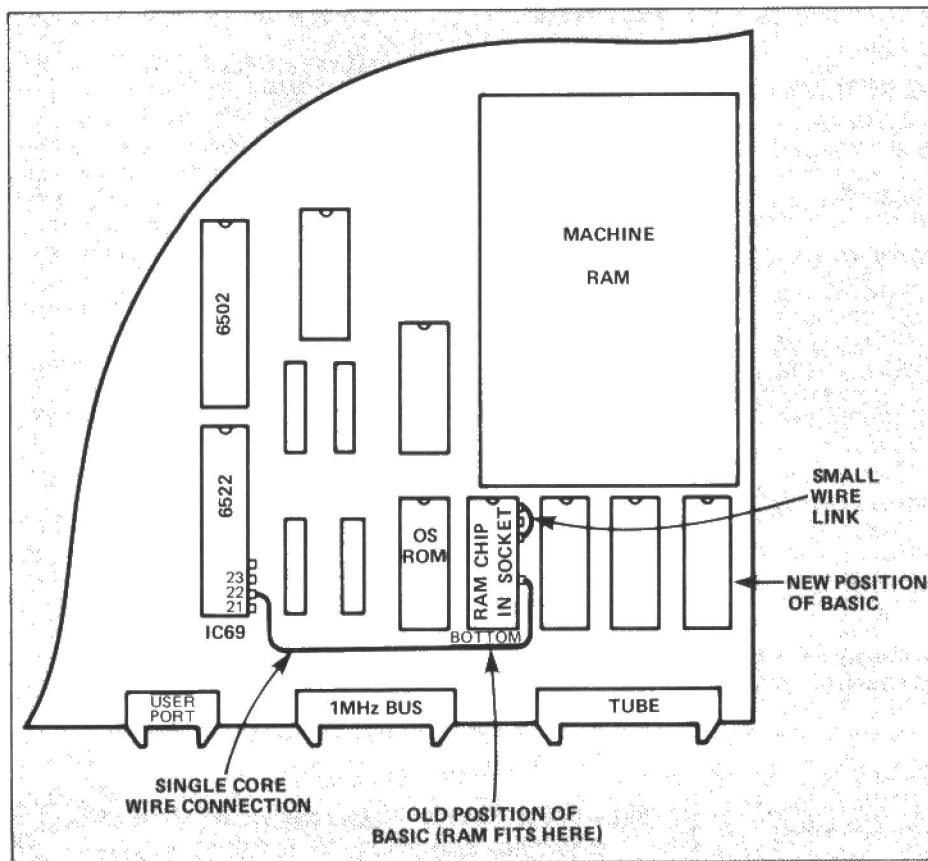 MACHINE
RAM
6502
6522
23
22
21
IC69
OS
ROM
RAM CHIP
IN SOCKET
BOTTOM
SMALL
WIRE
LINK
NEW POSITION
OF BASIC
USER
PORT
1MHz BUS
TUBE
SINGLE CORE
WIRE CONNECTION
OLD POSITION OF
BASIC (RAM FITS HERE)